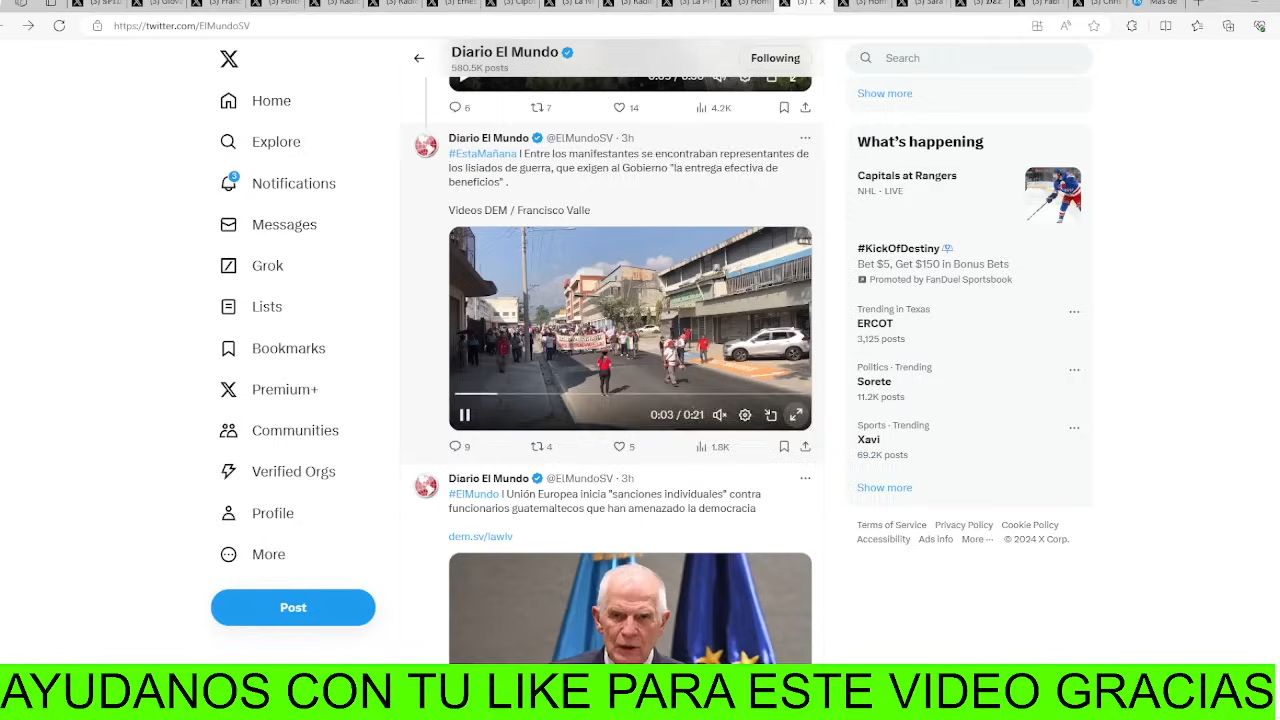 https://twitter.com/ElMundoSV
Diario El Mundo
580.5K posts
Following
Search
Show more
6 7 14 4.2K
Home
Explore
3
Notifications
Messages
Grok
Lists
Bookmarks
Premium+
Communities
Verified Orgs
Profile
More
Post
Diario El Mundo @ElMundoSV · 3h
#EstaMañana | Entre los manifestantes se encontraban representantes de
los lisiados de guerra, que exigen al Gobierno "la entrega efectiva de
beneficios" .
Videos DEM / Francisco Valle
0:03 / 0:21
9 4 5 1.8K
Diario El Mundo @ElMundoSV · 3h
#ElMundo | Unión Europea inicia "sanciones individuales" contra
funcionarios guatemaltecos que han amenazado la democracia
What's happening
Capitals at Rangers
NHL · LIVE
#KickOfDestiny
Bet $5, Get $150 in Bonus Bets
Promoted by FanDuel Sportsbook
Trending in Texas
ERCOT
3,125 posts
Politics · Trending
Sorete
11.2K posts
Sports · Trending
Xavi
69.2K posts
Show more
Terms of Service Privacy Policy Cookie Policy
Accessibility Ads info More ··· © 2024 X Corp.
AYUDANOS CON TU LIKE PARA ESTE VIDEO GRACIAS